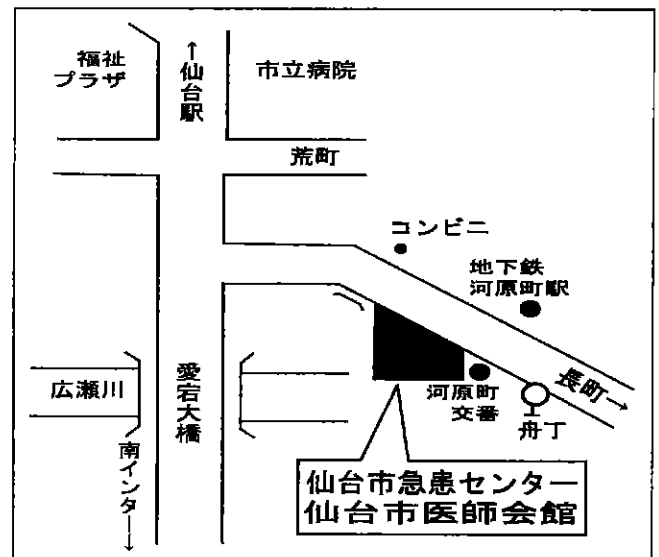 福祉
プラザ
↑仙台駅
市立病院
荒町
コンビニ
地下鉄
河原町駅
広瀬川
愛宕大橋
河原町
交番
長町→
舟丁
南インター→
仙台市急患センター
仙台市医師会館